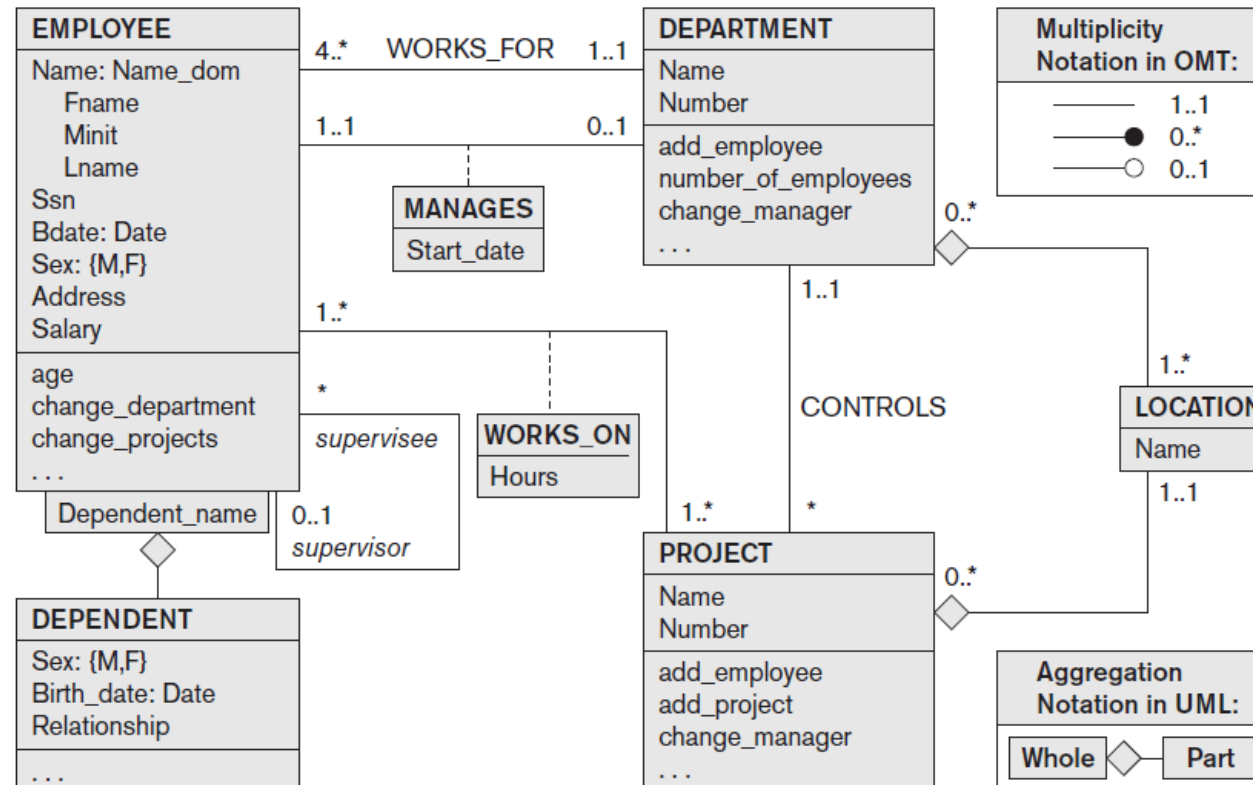 EMPLOYEE
Name: Name_dom
Fname
Minit
Lname
Ssn
Bdate: Date
Sex: {M,F}
Address
Salary
age
change_department
change_projects
. . .
Dependent_name
DEPENDENT
Sex: {M,F}
Birth_date: Date
Relationship
. . .
4..*
WORKS_FOR
1..1
1..1
0..1
MANAGES
Start_date
1..*
*
supervisee
0..1
supervisor
WORKS_ON
Hours
1..*
*
DEPARTMENT
Name
Number
add_employee
number_of_employees
change_manager
. . .
0..*
1..1
CONTROLS
PROJECT
Name
Number
add_employee
add_project
change_manager
. . .
0..*
1..*
LOCATION
Name
1..1
Multiplicity
Notation in OMT:
1..1
0..*
0..1
Aggregation
Notation in UML:
Whole
Part